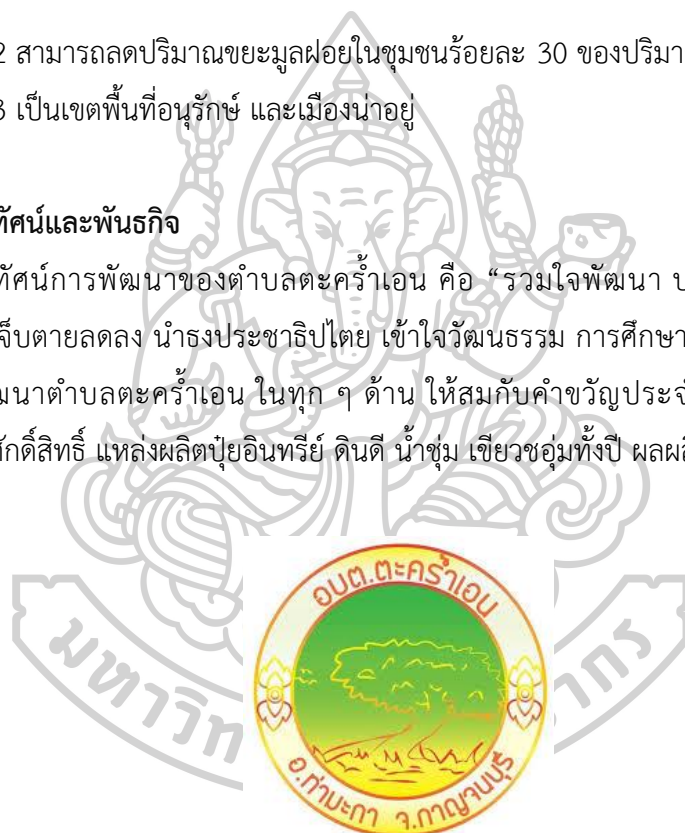 2 สามารถลดปริมาณขยะมูลฝอยในชุมชนร้อยละ 30 ของปริมา
3 เป็นเขตพื้นที่อนุรักษ์ และเมืองน่าอยู่
ทัศน์และพันธกิจ
ทัศน์การพัฒนาของตำบลตะคร้ำเอน คือ “รวมใจพัฒนา ป
จ็บตายลดลง นำธงประชาธิปไตย เข้าใจวัฒนธรรม การศึกษา
ฒนาตำบลตะคร้ำเอน ในทุก ๆ ด้าน ให้สมกับคำขวัญประจำ
ศักดิ์สิทธิ์ แหล่งผลิตปุ๋ยอินทรีย์ ดินดี น้ำชุ่ม เขียวชอุ่มทั้งปี ผลผลิ
อบต.ตะคร้ำเอน
อ.ท่ามะกา จ.กาญจนบุรี
มหาวิท
ากร